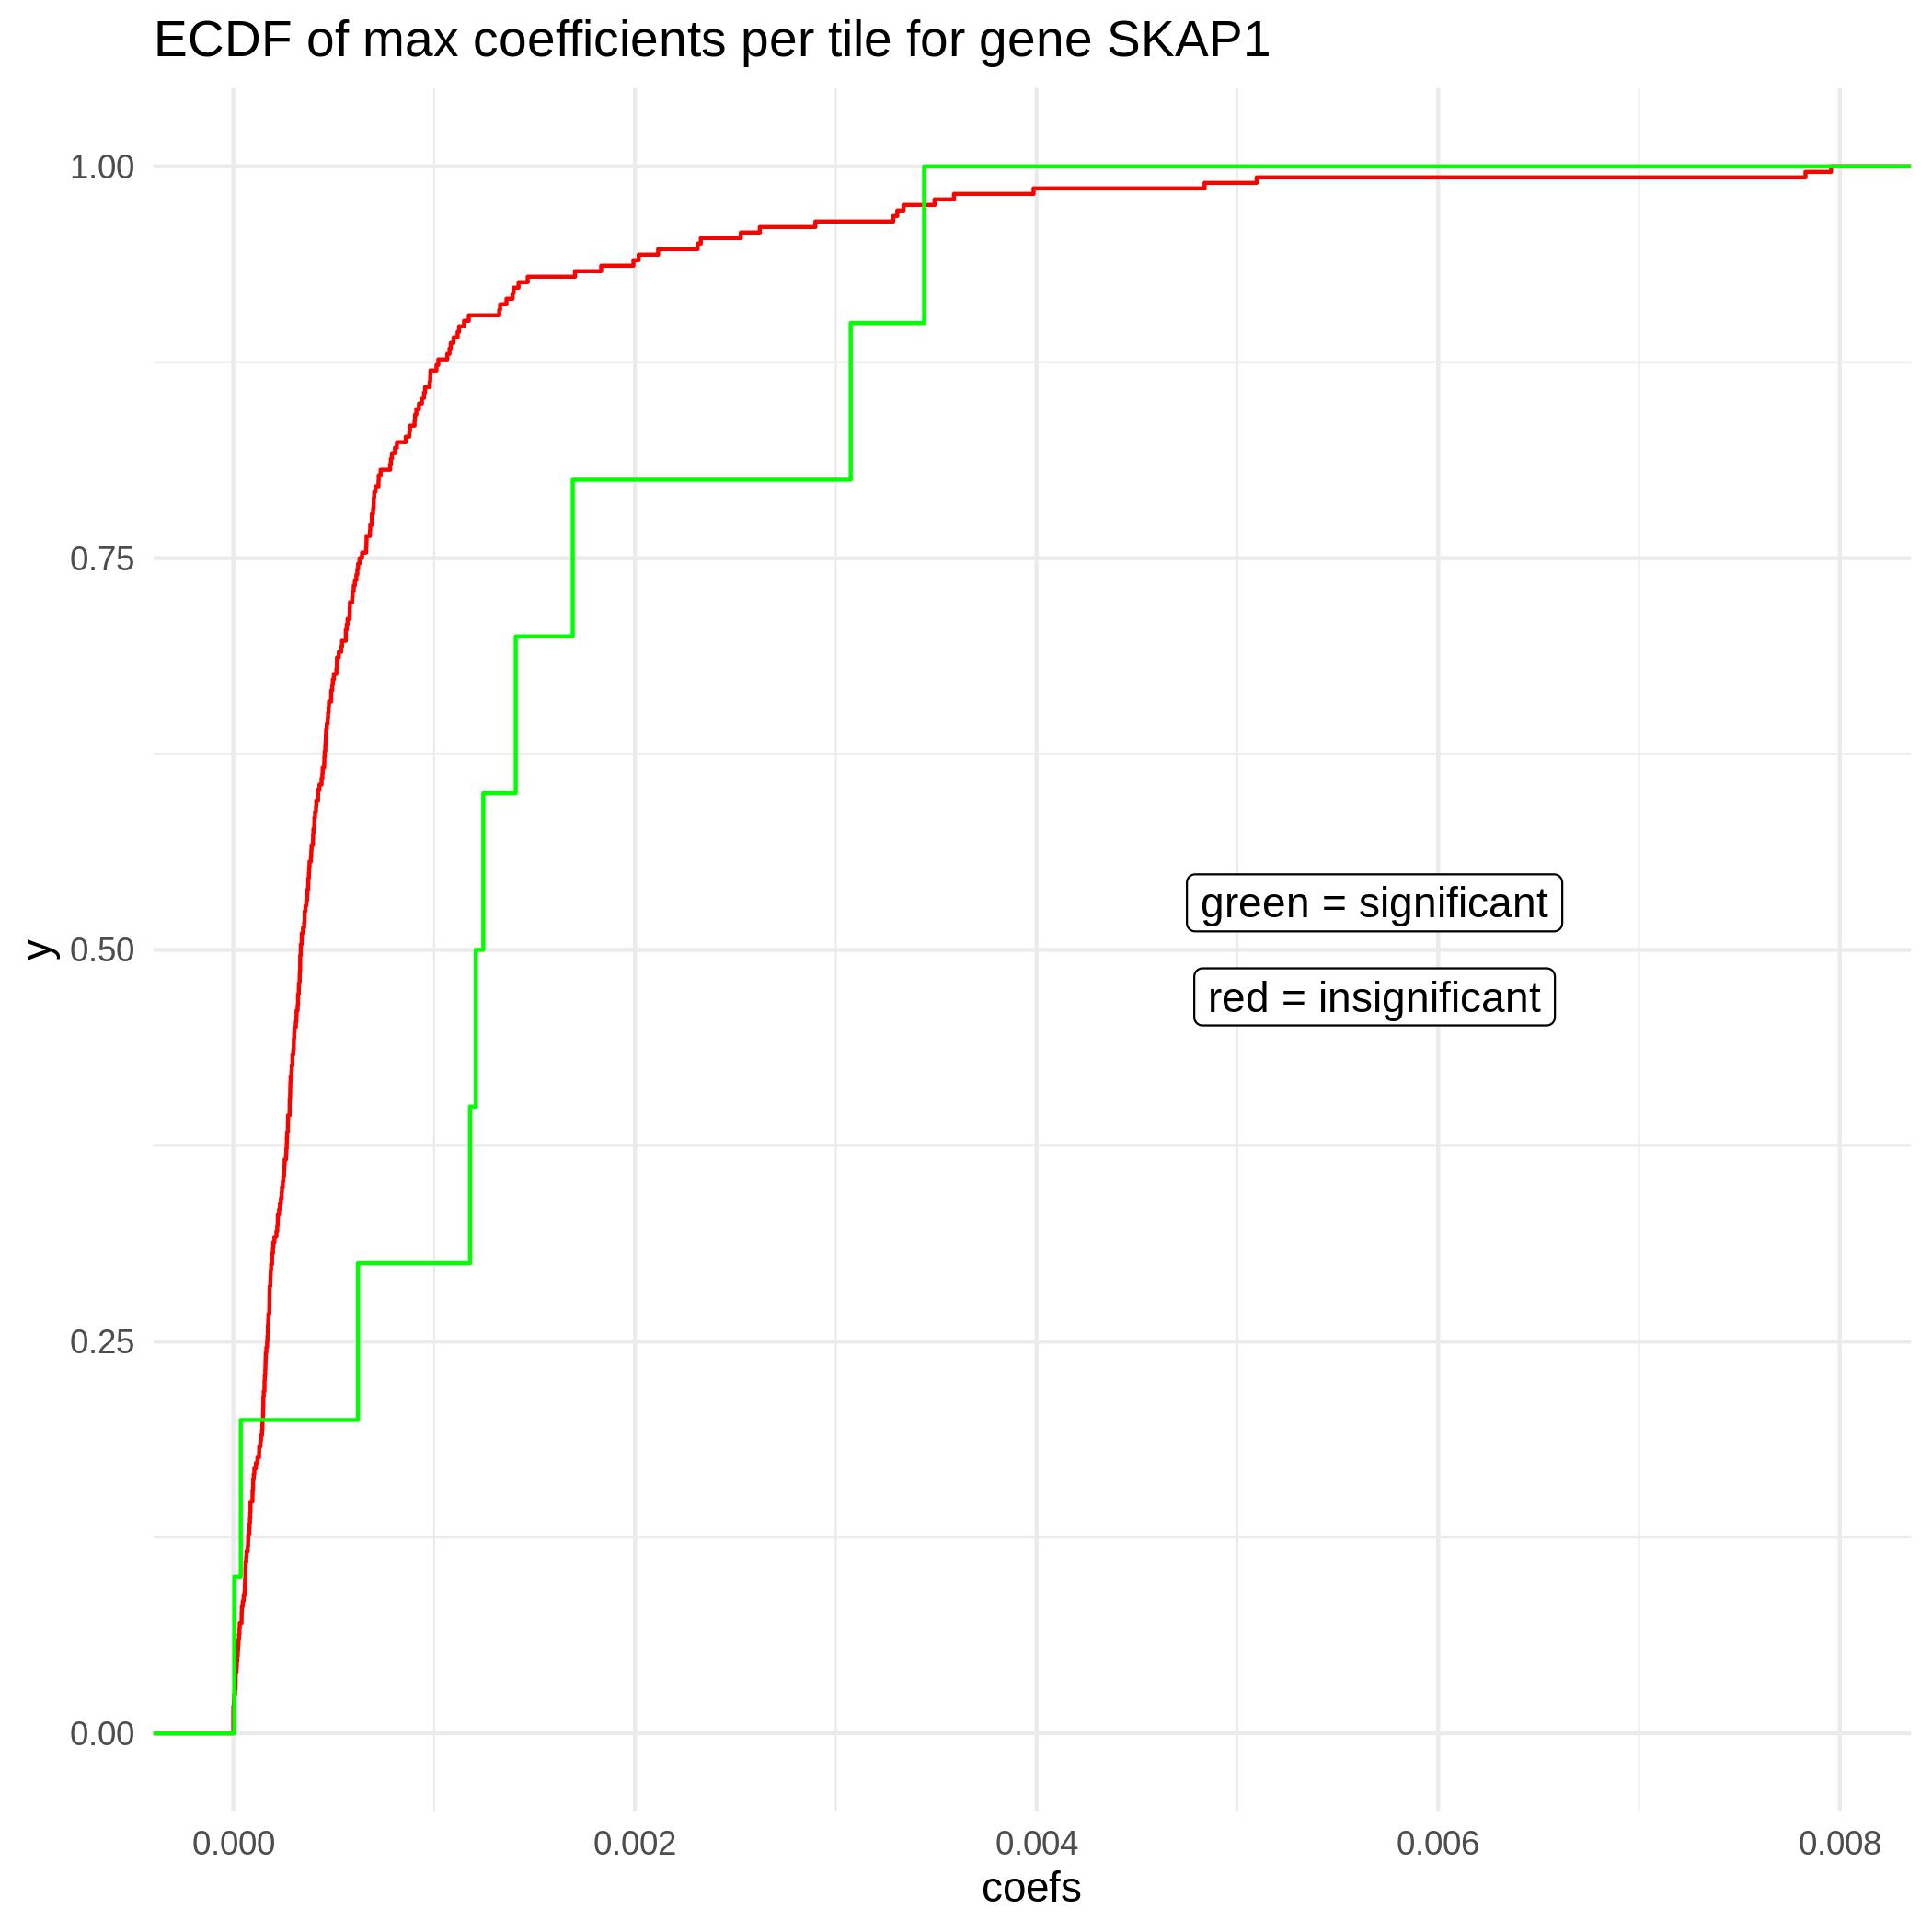 ECDF of max coefficients per tile for gene SKAP1
1.00
0.75
0.50
0.25
0.00
y
green = significant
red = insignificant
0.000 0.002 0.004 0.006 0.008
coefs